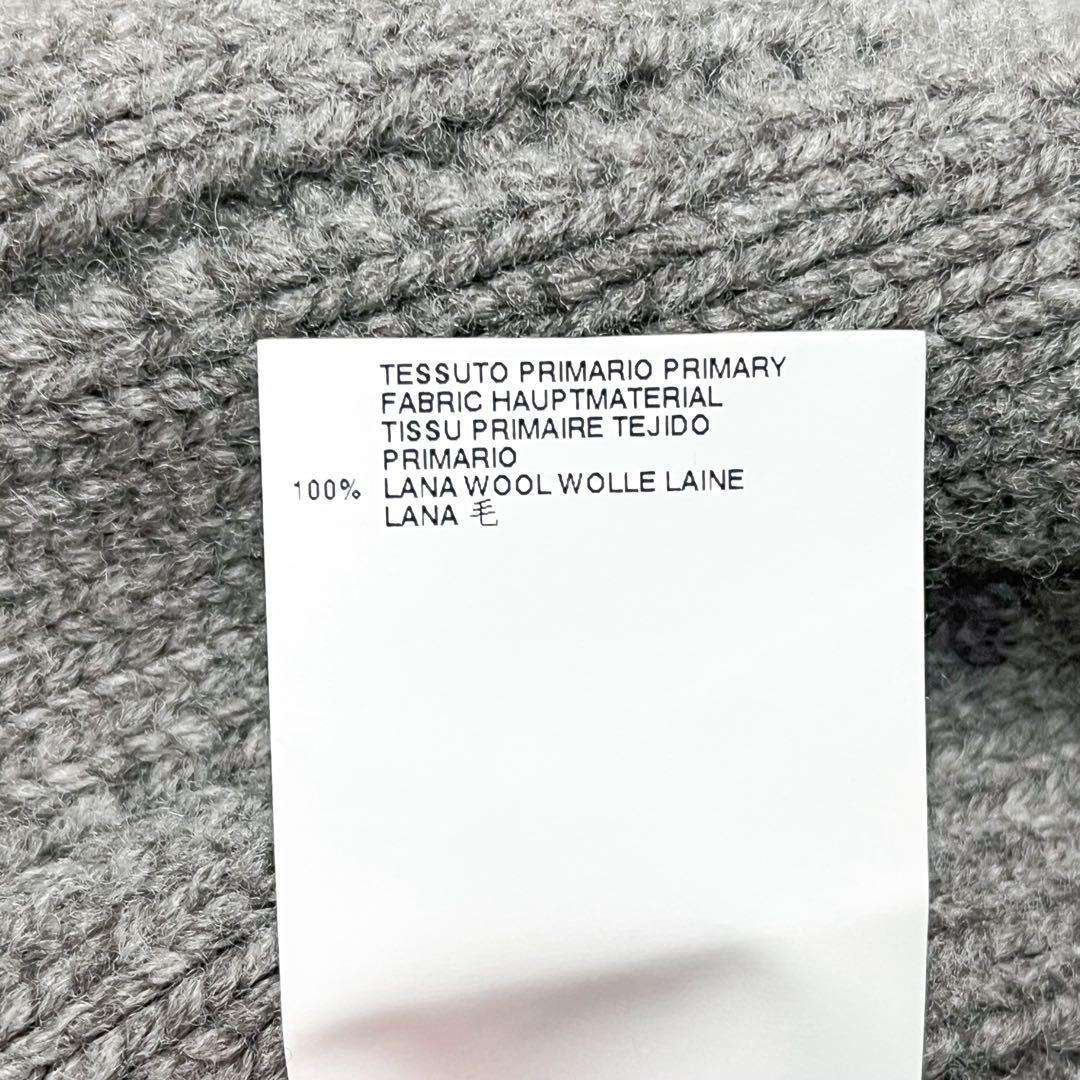 TESSUTO PRIMARIO PRIMARY
FABRIC HAUPTMATERIAL
TISSU PRIMAIRE TEJIDO
PRIMARIO
100% LANA WOOL WOLLE LAINE
LANA 毛